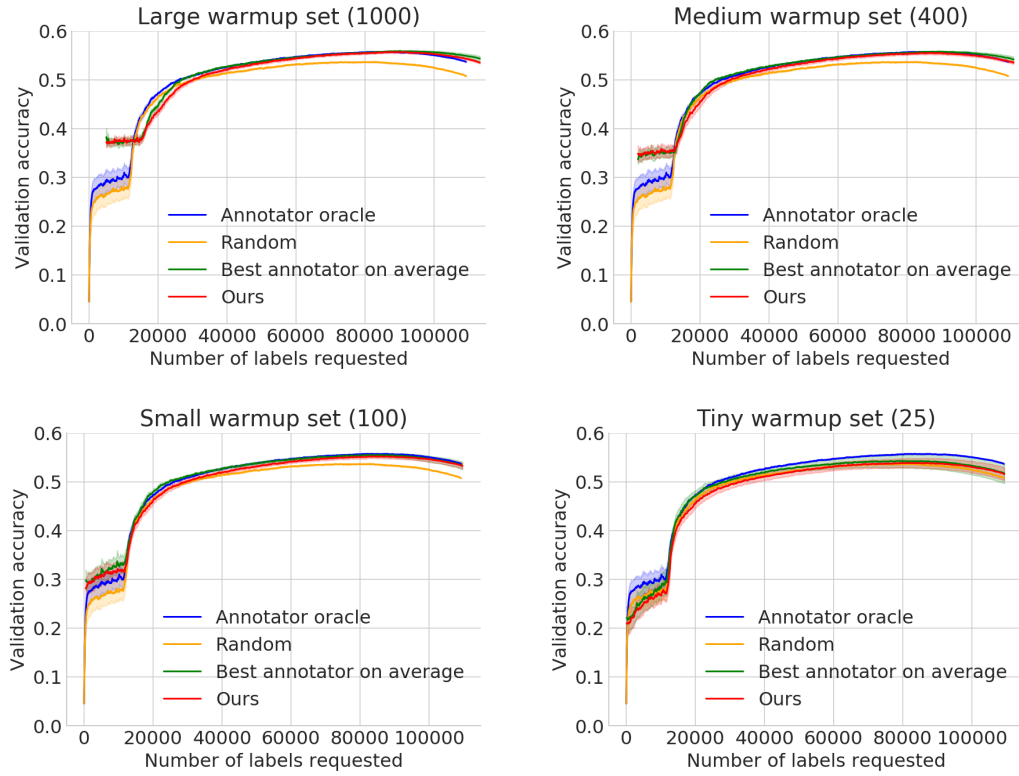 Large warmup set (1000)
Validation accuracy
0.6
0.5
0.4
0.3
0.2
0.1
0.0
Annotator oracle
Random
Best annotator on average
Ours
0 20000 40000 60000 80000 100000
Number of labels requested
Medium warmup set (400)
Validation accuracy
0.6
0.5
0.4
0.3
0.2
0.1
0.0
Annotator oracle
Random
Best annotator on average
Ours
0 20000 40000 60000 80000 100000
Number of labels requested
Small warmup set (100)
Validation accuracy
0.6
0.5
0.4
0.3
0.2
0.1
0.0
Annotator oracle
Random
Best annotator on average
Ours
0 20000 40000 60000 80000 100000
Number of labels requested
Tiny warmup set (25)
Validation accuracy
0.6
0.5
0.4
0.3
0.2
0.1
0.0
Annotator oracle
Random
Best annotator on average
Ours
0 20000 40000 60000 80000 100000
Number of labels requested